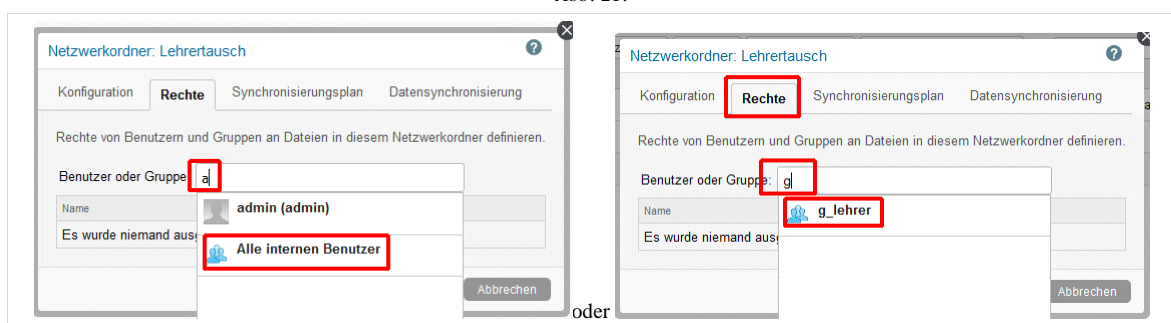 Netzwerkordner: Lehrertausch
Konfiguration Rechte Synchronisierungsplan Datensynchronisierung
Rechte von Benutzern und Gruppen an Dateien in diesem Netzwerkordner definieren.
Benutzer oder Gruppe: a
Name
admin (admin)
Es wurde niemand
Alle internen Benutzer
Abbrechen
oder
Netzwerkordner: Lehrertausch
Konfiguration Rechte Synchronisierungsplan Datensynchronisierung
Rechte von Benutzern und Gruppen an Dateien in diesem Netzwerkordner definieren.
Benutzer oder Gruppe: g
Name
g_lehrer
Es wurde niemand
Abbrechen